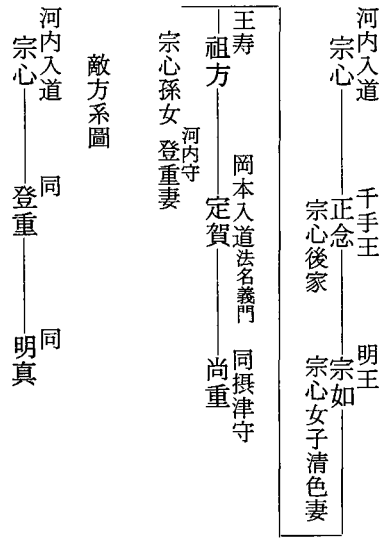 河内入道
宗心
千手王
正念
宗心後家
明王
宗如
宗心女子清色妻
王寿
祖方
岡本入道法名義門
定賀
同摂津守
尚重
河内守
宗心孫女 登重妻
敵方系圖
河内入道
宗心
同
登重
同
明真